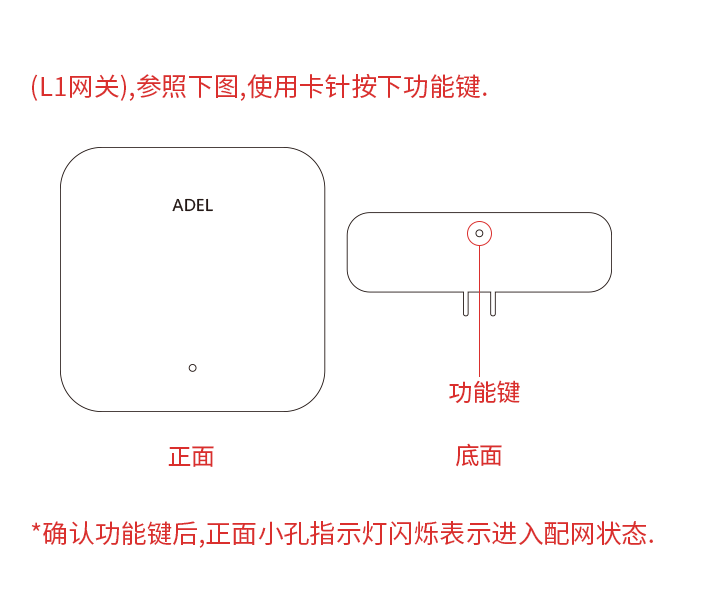 (L1网关),参照下图,使用卡针按下功能键.
ADEL
功能键
正面
底面
*确认功能键后,正面小孔指示灯闪烁表示进入配网状态.